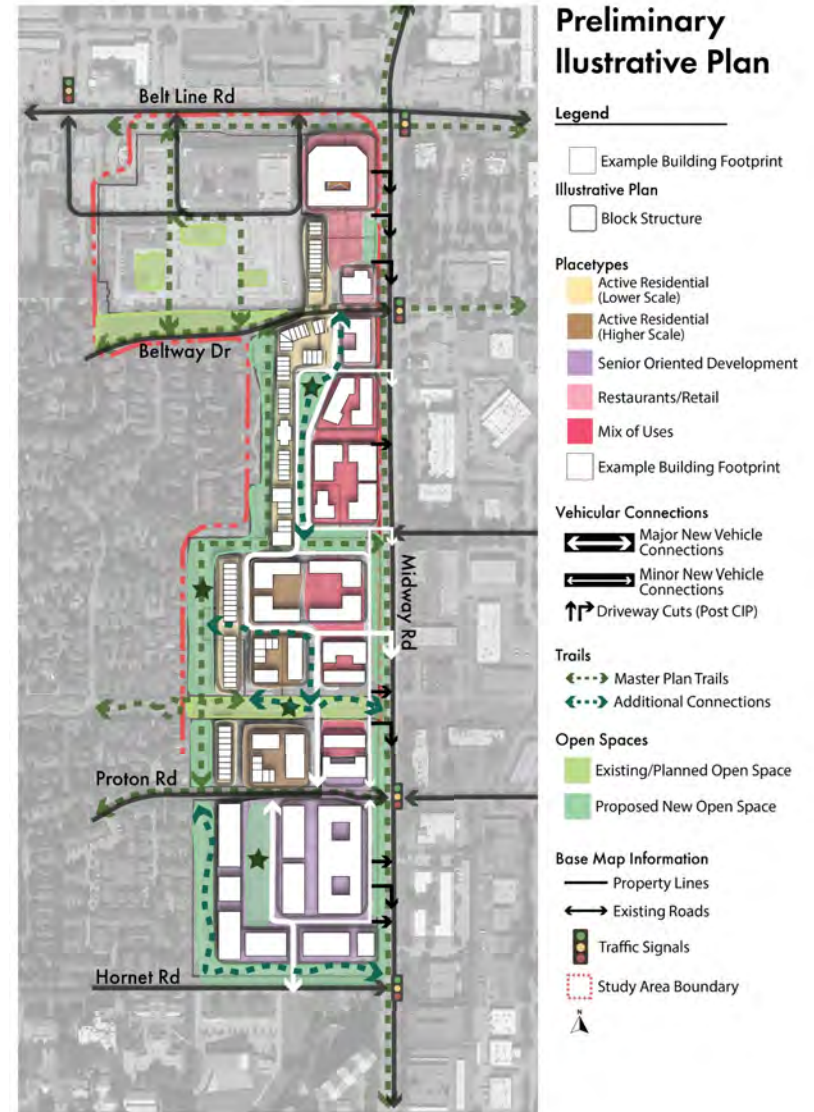 Preliminary
llustrative Plan
Legend
Example Building Footprint
Illustrative Plan
Block Structure
Placetypes
Active Residential
(Lower Scale)
Active Residential
(Higher Scale)
Senior Oriented Development
Restaurants/Retail
Mix of Uses
Example Building Footprint
Vehicular Connections
Major New Vehicle
Connections
Minor New Vehicle
Connections
Driveway Cuts (Post CIP)
Trails
Master Plan Trails
Additional Connections
Open Spaces
Existing/Planned Open Space
Proposed New Open Space
Base Map Information
Property Lines
Existing Roads
Traffic Signals
Study Area Boundary
N
Belt Line Rd
Beltway Dr
Midway Rd
Proton Rd
Hornet Rd